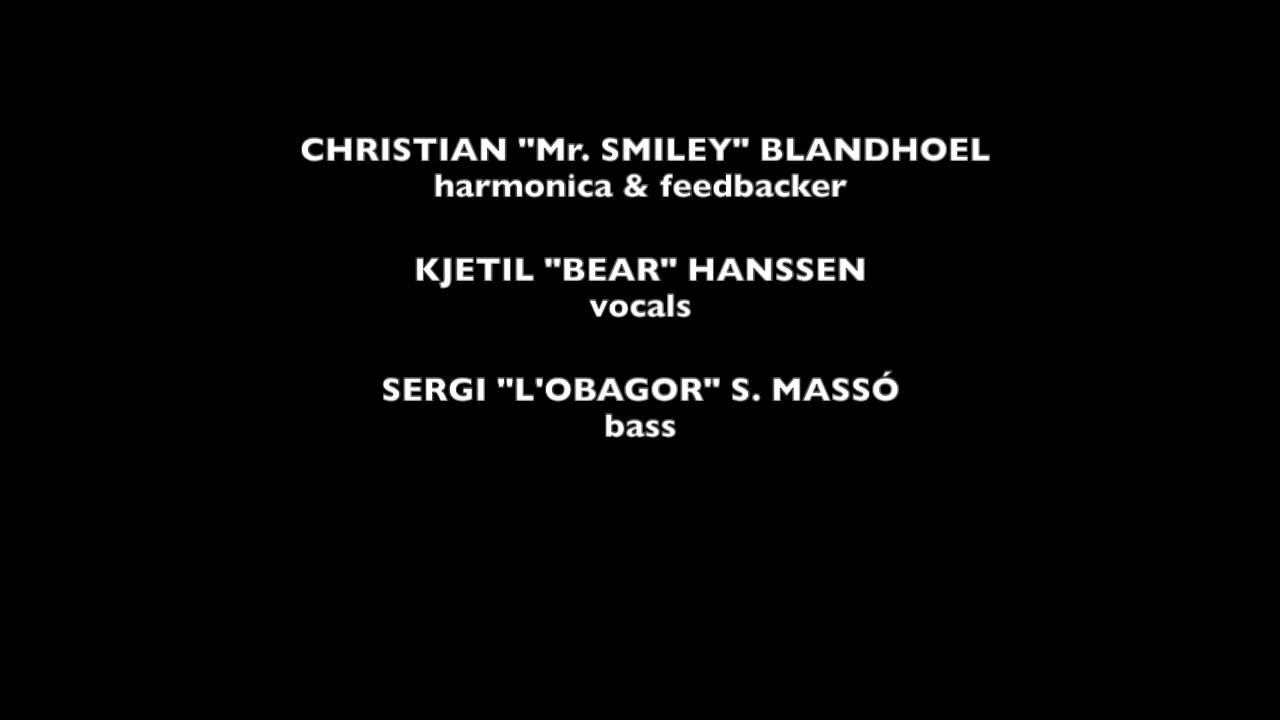 CHRISTIAN "Mr. SMILEY" BLANDHOEL
harmonica & feedbacker
KJETIL "BEAR" HANSSEN
vocals
SERGI "L'OBAGOR" S. MASSÓ
bass